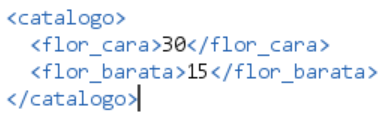 <catalogo>
  <flor_cara>30</flor_cara>
  <flor_barata>15</flor_barata>
</catalogo>